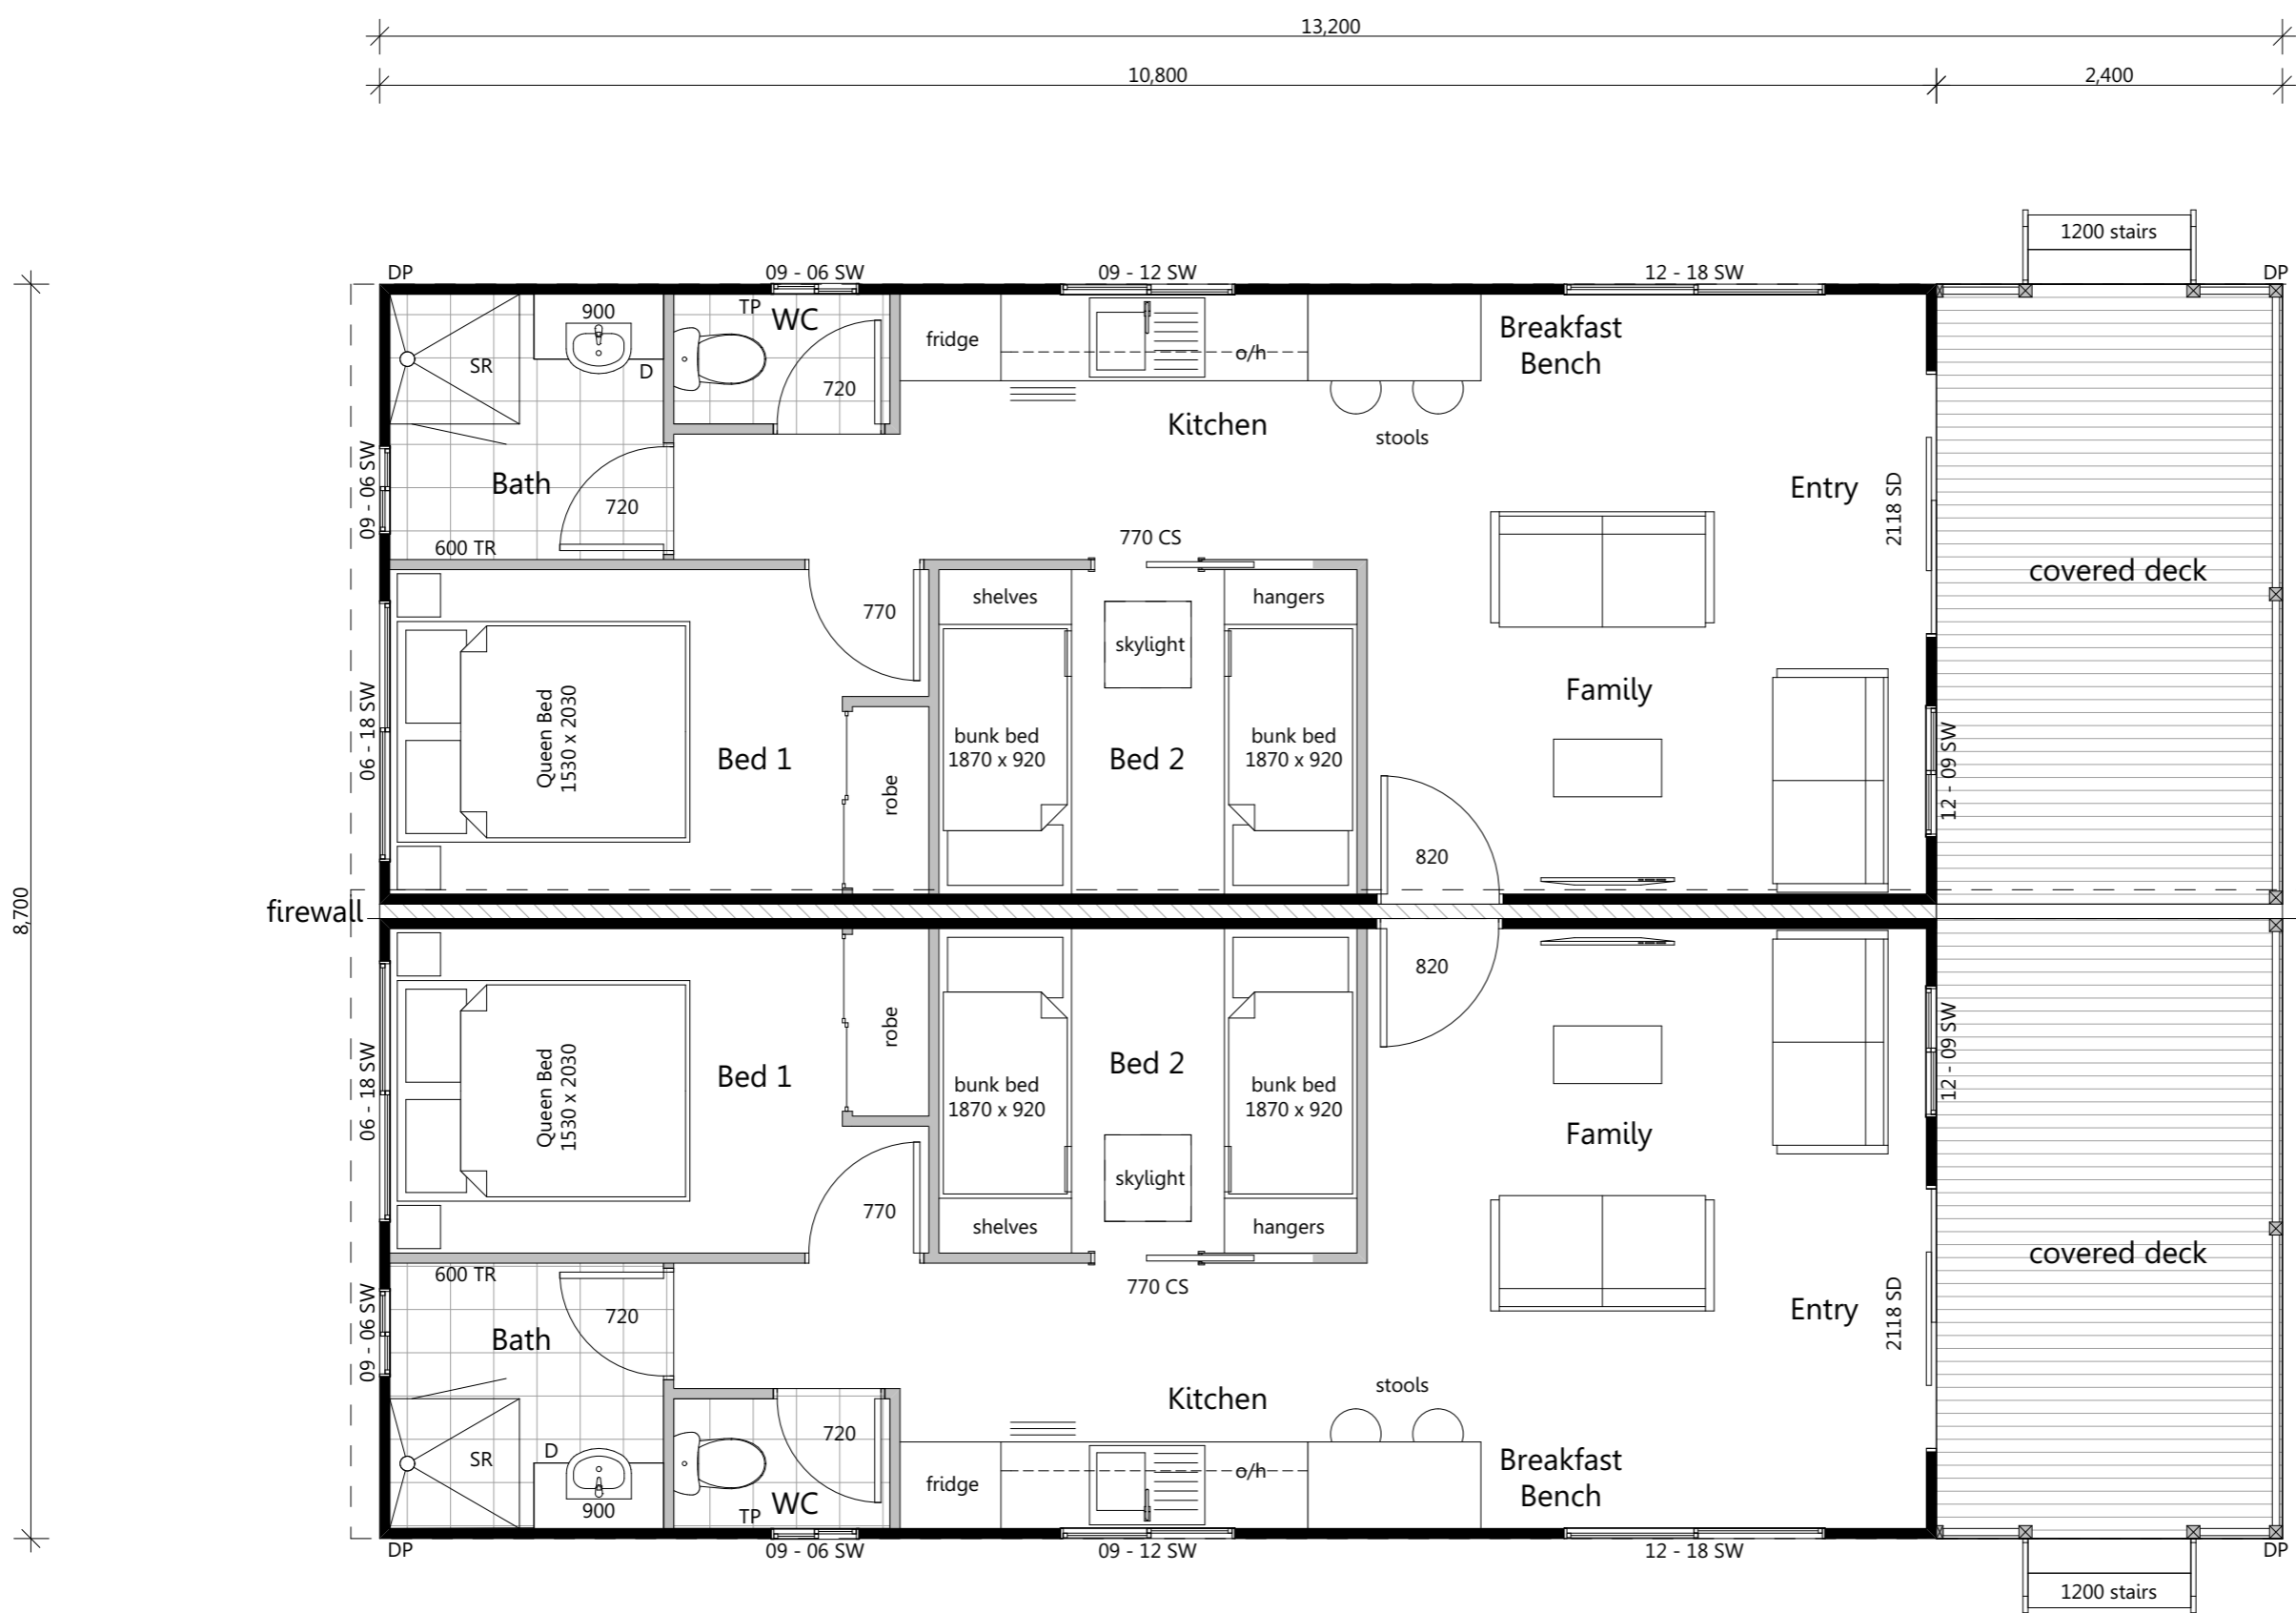 13,200
10,800
2,400
1200 stairs
DP
09 - 06 SW
09 - 12 SW
12 - 18 SW
DP
900
TP
WC
SR
D
720
fridge
o/h
Breakfast
Bench
Kitchen
stools
09 - 06 SW
Bath
720
600 TR
Entry
2118 SD
770 CS
covered deck
770
shelves
skylight
hangers
06 - 18 SW
Queen Bed
1530 x 2030
Bed 1
robe
bunk bed
1870 x 920
Bed 2
bunk bed
1870 x 920
Family
12 - 09 SW
820
8,700
firewall
820
06 - 18 SW
Queen Bed
1530 x 2030
Bed 1
robe
bunk bed
1870 x 920
Bed 2
bunk bed
1870 x 920
12 - 09 SW
Family
770
shelves
skylight
hangers
covered deck
600 TR
770 CS
09 - 06 SW
Bath
720
Entry
2118 SD
Kitchen
stools
SR
D
900
720
TP
WC
fridge
o/h
Breakfast
Bench
DP
09 - 06 SW
09 - 12 SW
12 - 18 SW
DP
1200 stairs